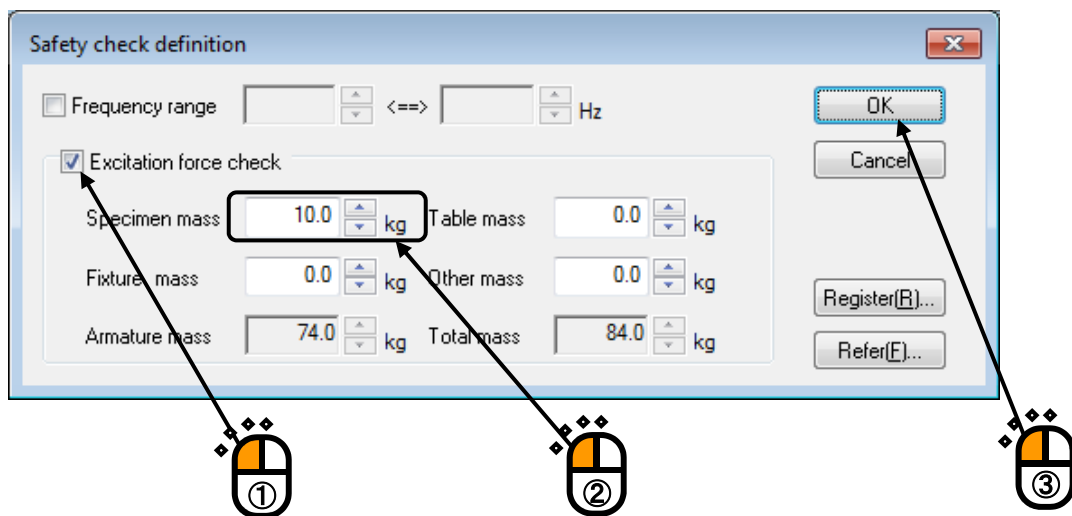 Safety check definition
Frequency range <==> Hz OK
Excitation force check Cancel
Specimen mass 10.0 kg Table mass 0.0 kg
Fixture mass 0.0 kg Other mass 0.0 kg
Register(R)...
Armature mass 74.0 kg Total mass 84.0 kg
Refer(F)...
① ② ③